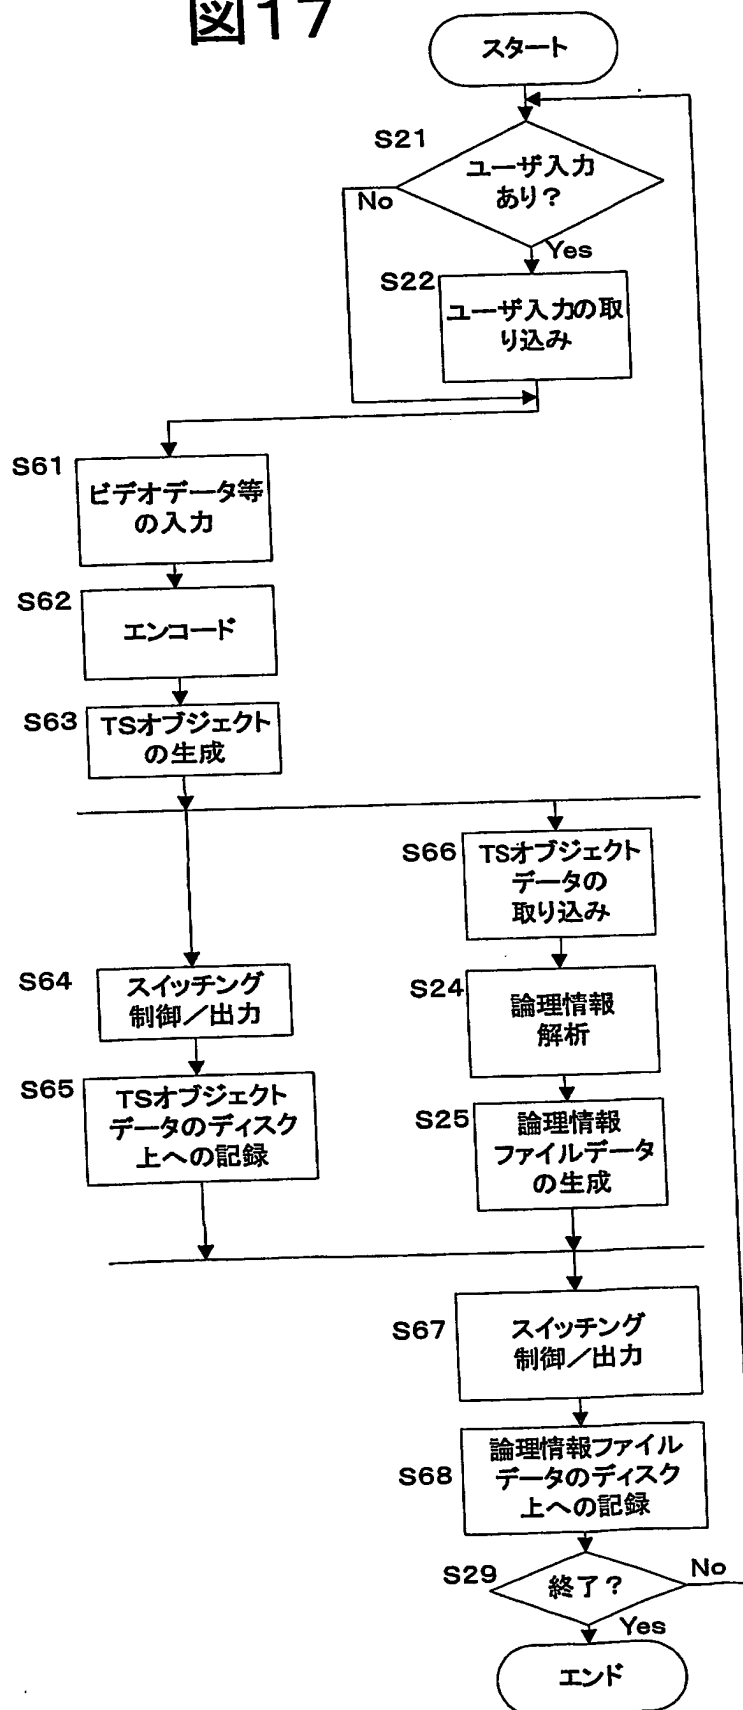 図17
スタート
S21
ユーザ入力
あり?
No
Yes
S22
ユーザ入力の取
り込み
S61
ビデオデータ等
の入力
S62
エンコード
S63
TSオブジェクト
の生成
S66
TSオブジェクト
データの
取り込み
S64
スイッチング
制御/出力
S24
論理情報
解析
S65
TSオブジェクト
データのディスク
上への記録
S25
論理情報
ファイルデータ
の生成
S67
スイッチング
制御/出力
S68
論理情報ファイル
データのディスク
上への記録
S29
終了?
No
Yes
エンド